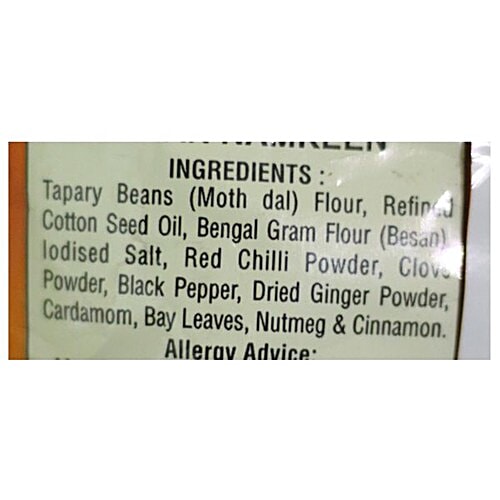 NAMKEEN
INGREDIENTS :
Tapary Beans (Moth dal) Flour, Refined
Cotton Seed Oil, Bengal Gram Flour (Besan)
Iodised Salt, Red Chilli Powder, Clove
Powder, Black Pepper, Dried Ginger Powder,
Cardamom, Bay Leaves, Nutmeg & Cinnamon.
Allergy Advice: